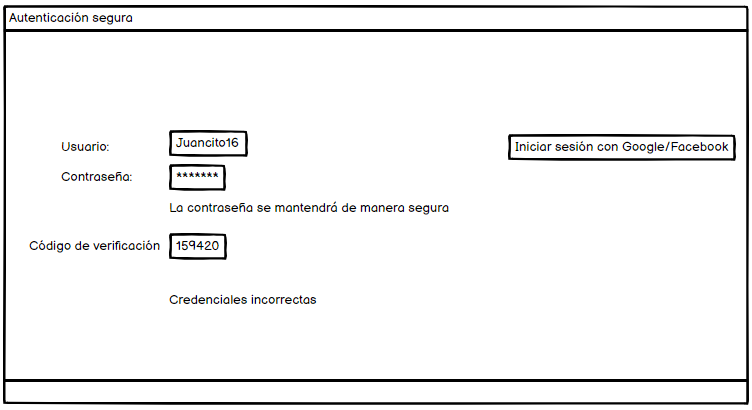 Autenticación segura
Usuario: Juancito16
Iniciar sesión con Google/Facebook
Contraseña: *******
La contraseña se mantendrá de manera segura
Código de verificación 159420
Credenciales incorrectas